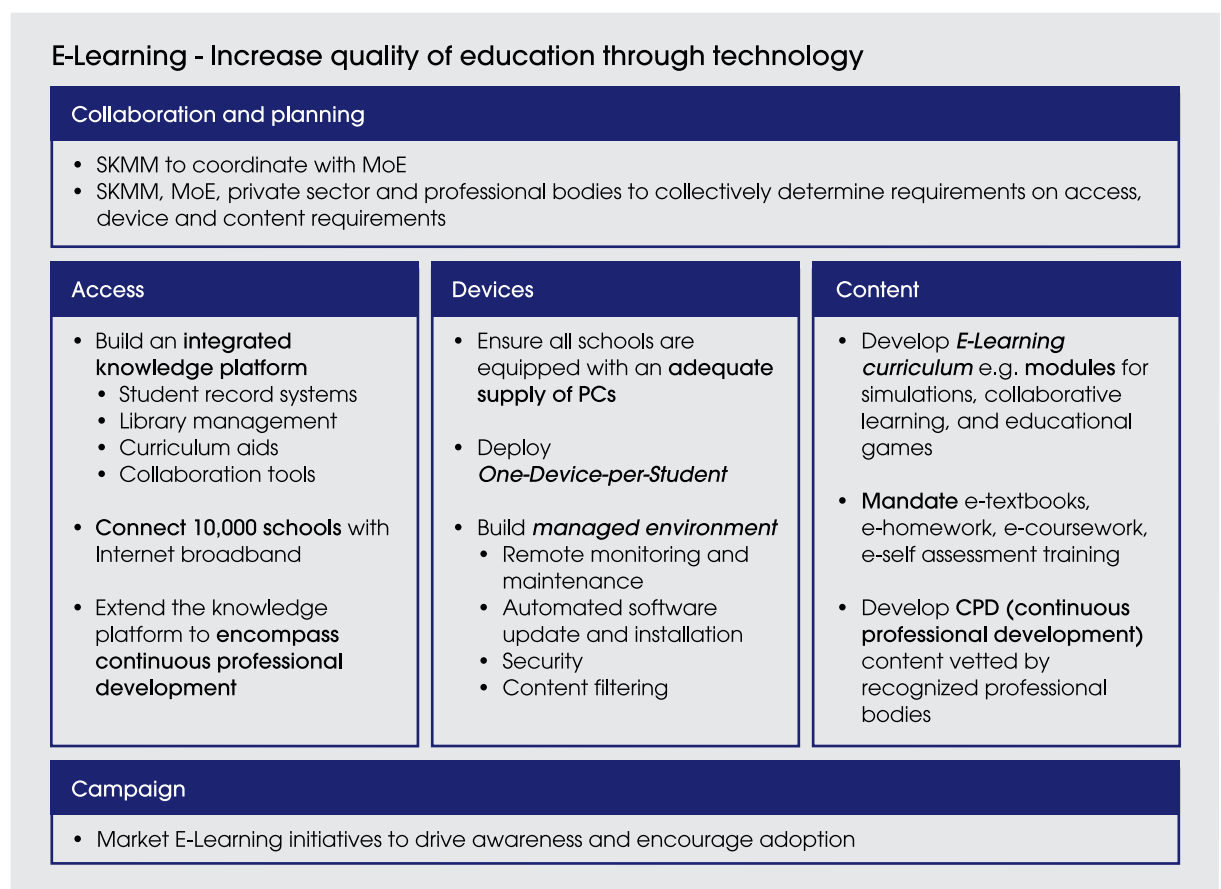 E-Learning - Increase quality of education through technology
Collaboration and planning
• SKMM to coordinate with MoE
• SKMM, MoE, private sector and professional bodies to collectively determine requirements on access,
device and content requirements
Access
• Build an integrated
knowledge platform
• Student record systems
• Library management
• Curriculum aids
• Collaboration tools
• Connect 10,000 schools with
Internet broadband
• Extend the knowledge
platform to encompass
continuous professional
development
Devices
• Ensure all schools are
equipped with an adequate
supply of PCs
• Deploy
One-Device-per-Student
• Build managed environment
• Remote monitoring and
maintenance
• Automated software
update and installation
• Security
• Content filtering
Content
• Develop E-Learning
curriculum e.g. modules for
simulations, collaborative
learning, and educational
games
• Mandate e-textbooks,
e-homework, e-coursework,
e-self assessment training
• Develop CPD (continuous
professional development)
content vetted by
recognized professional
bodies
Campaign
• Market E-Learning initiatives to drive awareness and encourage adoption